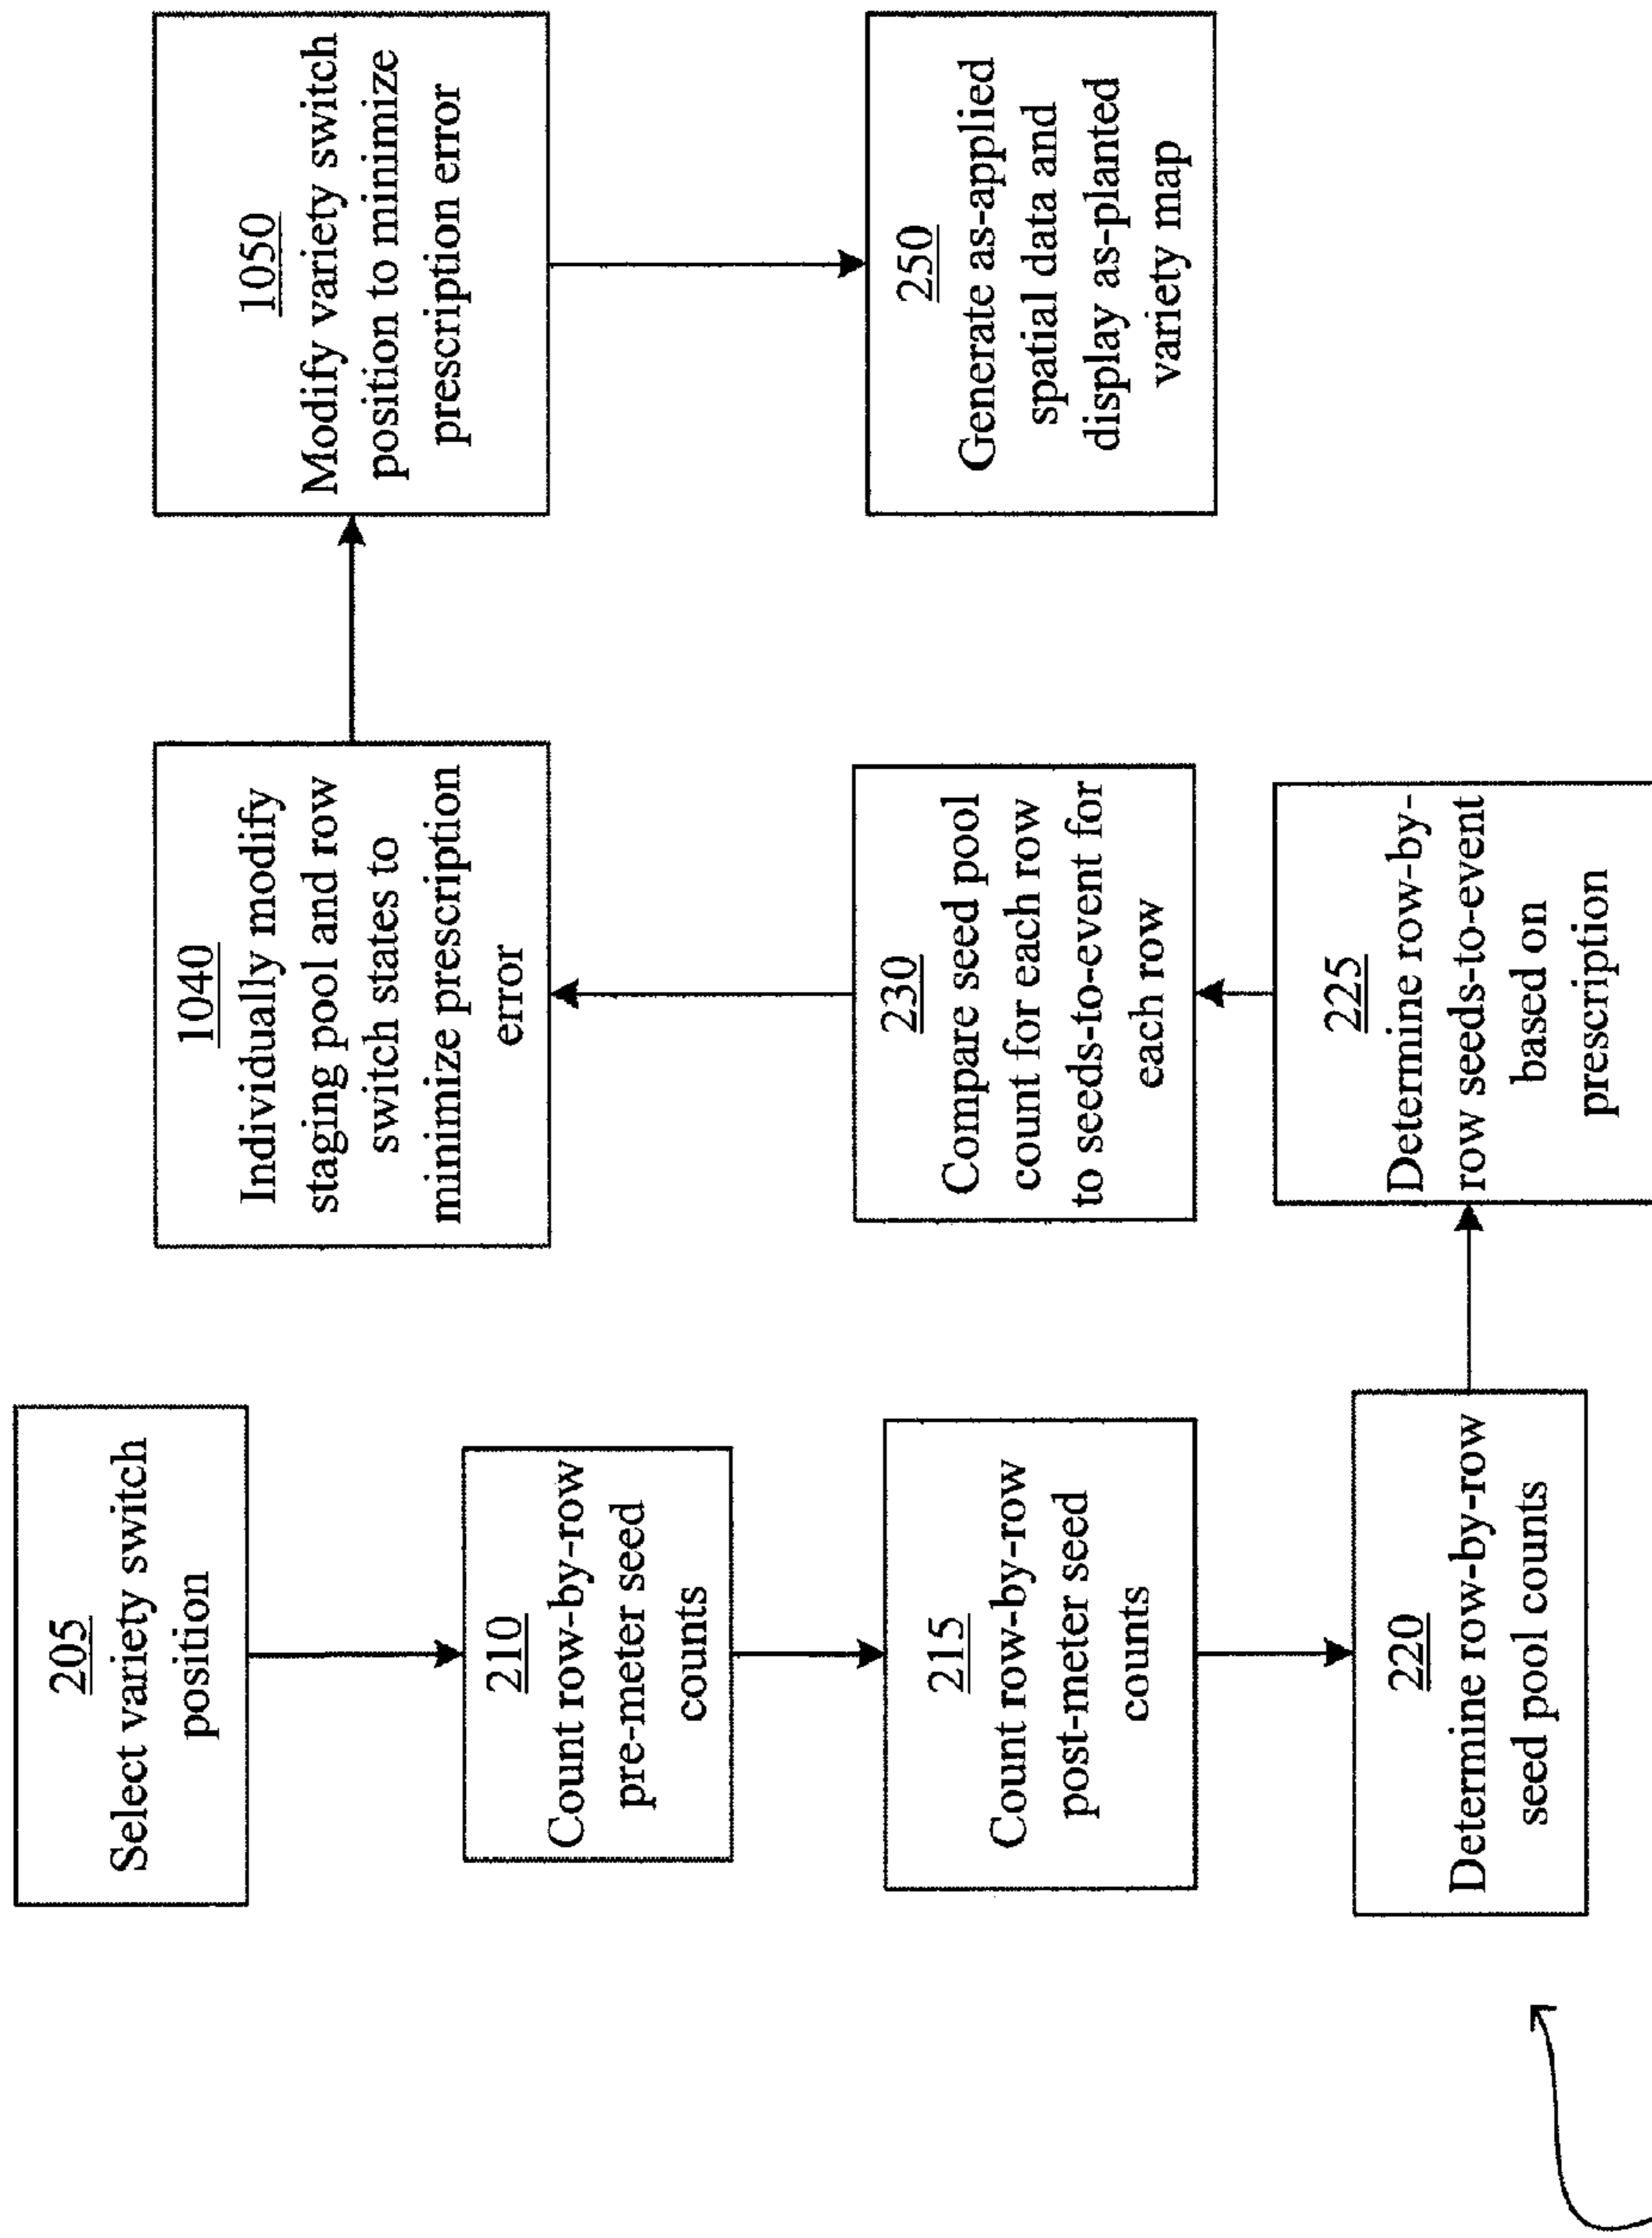 205
Select variety switch
position
210
Count row-by-row
pre-meter seed
counts
215
Count row-by-row
post-meter seed
counts
220
Determine row-by-row
seed pool counts
225
Determine row-by-
row seeds-to-event
based on
prescription
230
Compare seed pool
count for each row
to seeds-to-event for
each row
1040
Individually modify
staging pool and row
switch states to
minimize prescription
error
1050
Modify variety switch
position to minimize
prescription error
250
Generate as-applied
spatial data and
display as-planted
variety map